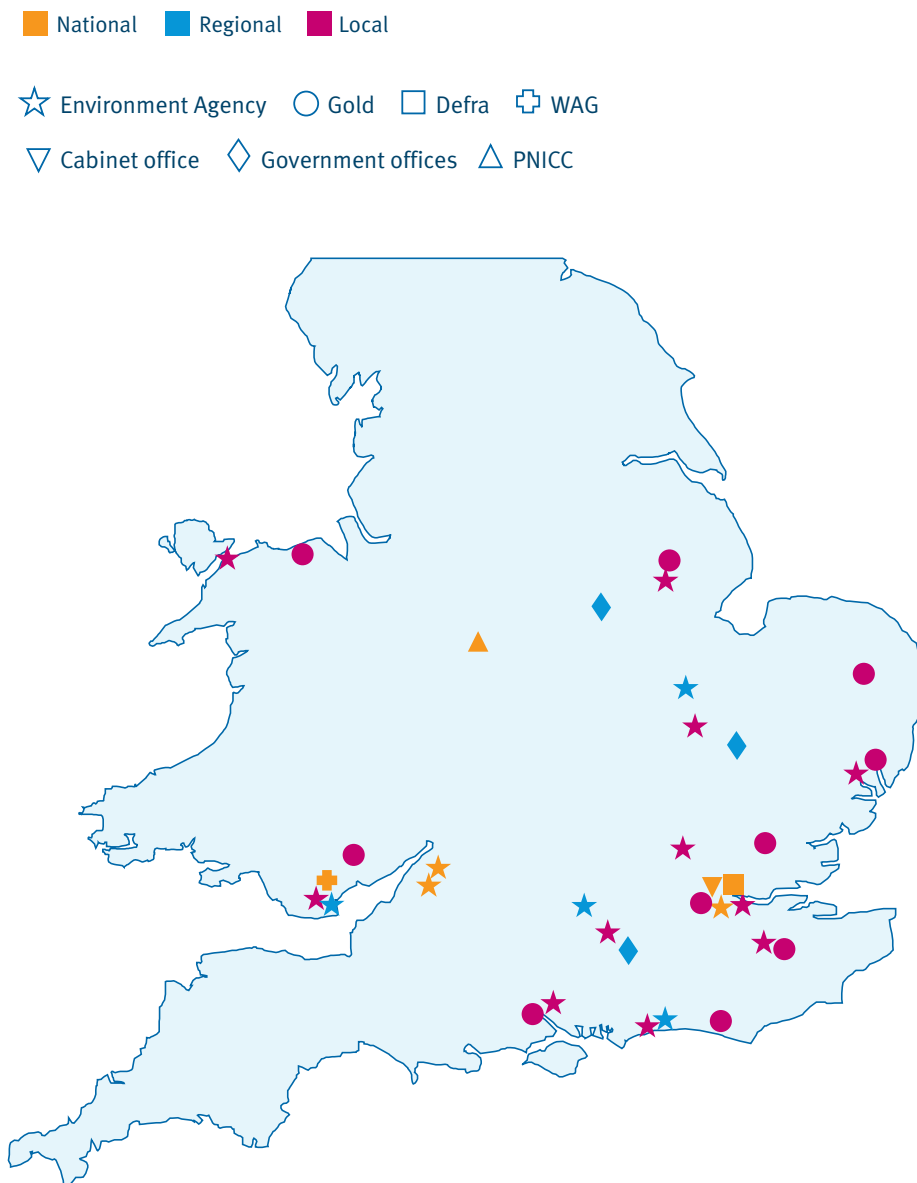 National Regional Local
Environment Agency Gold Defra WAG
Cabinet office Government offices PNICC